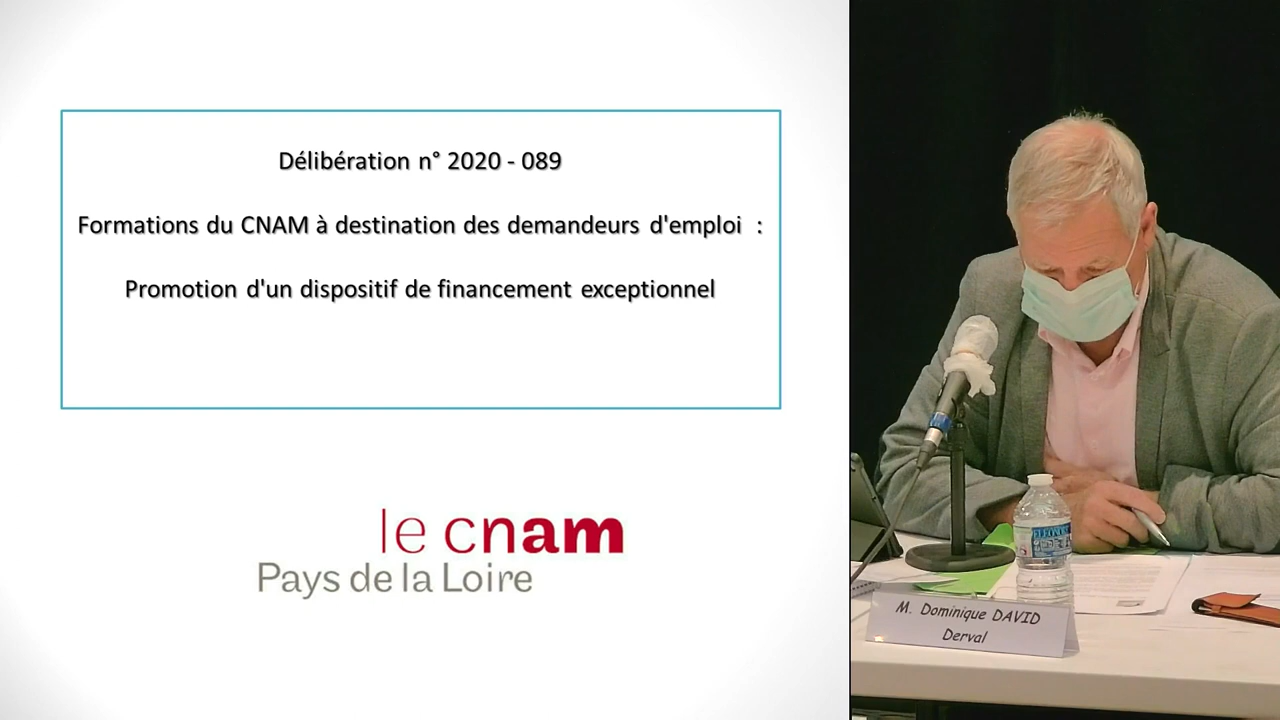 Délibération n° 2020 - 089
Formations du CNAM à destination des demandeurs d'emploi :
Promotion d'un dispositif de financement exceptionnel
le cnam
Pays de la Loire
M. Dominique DAVID
Derval